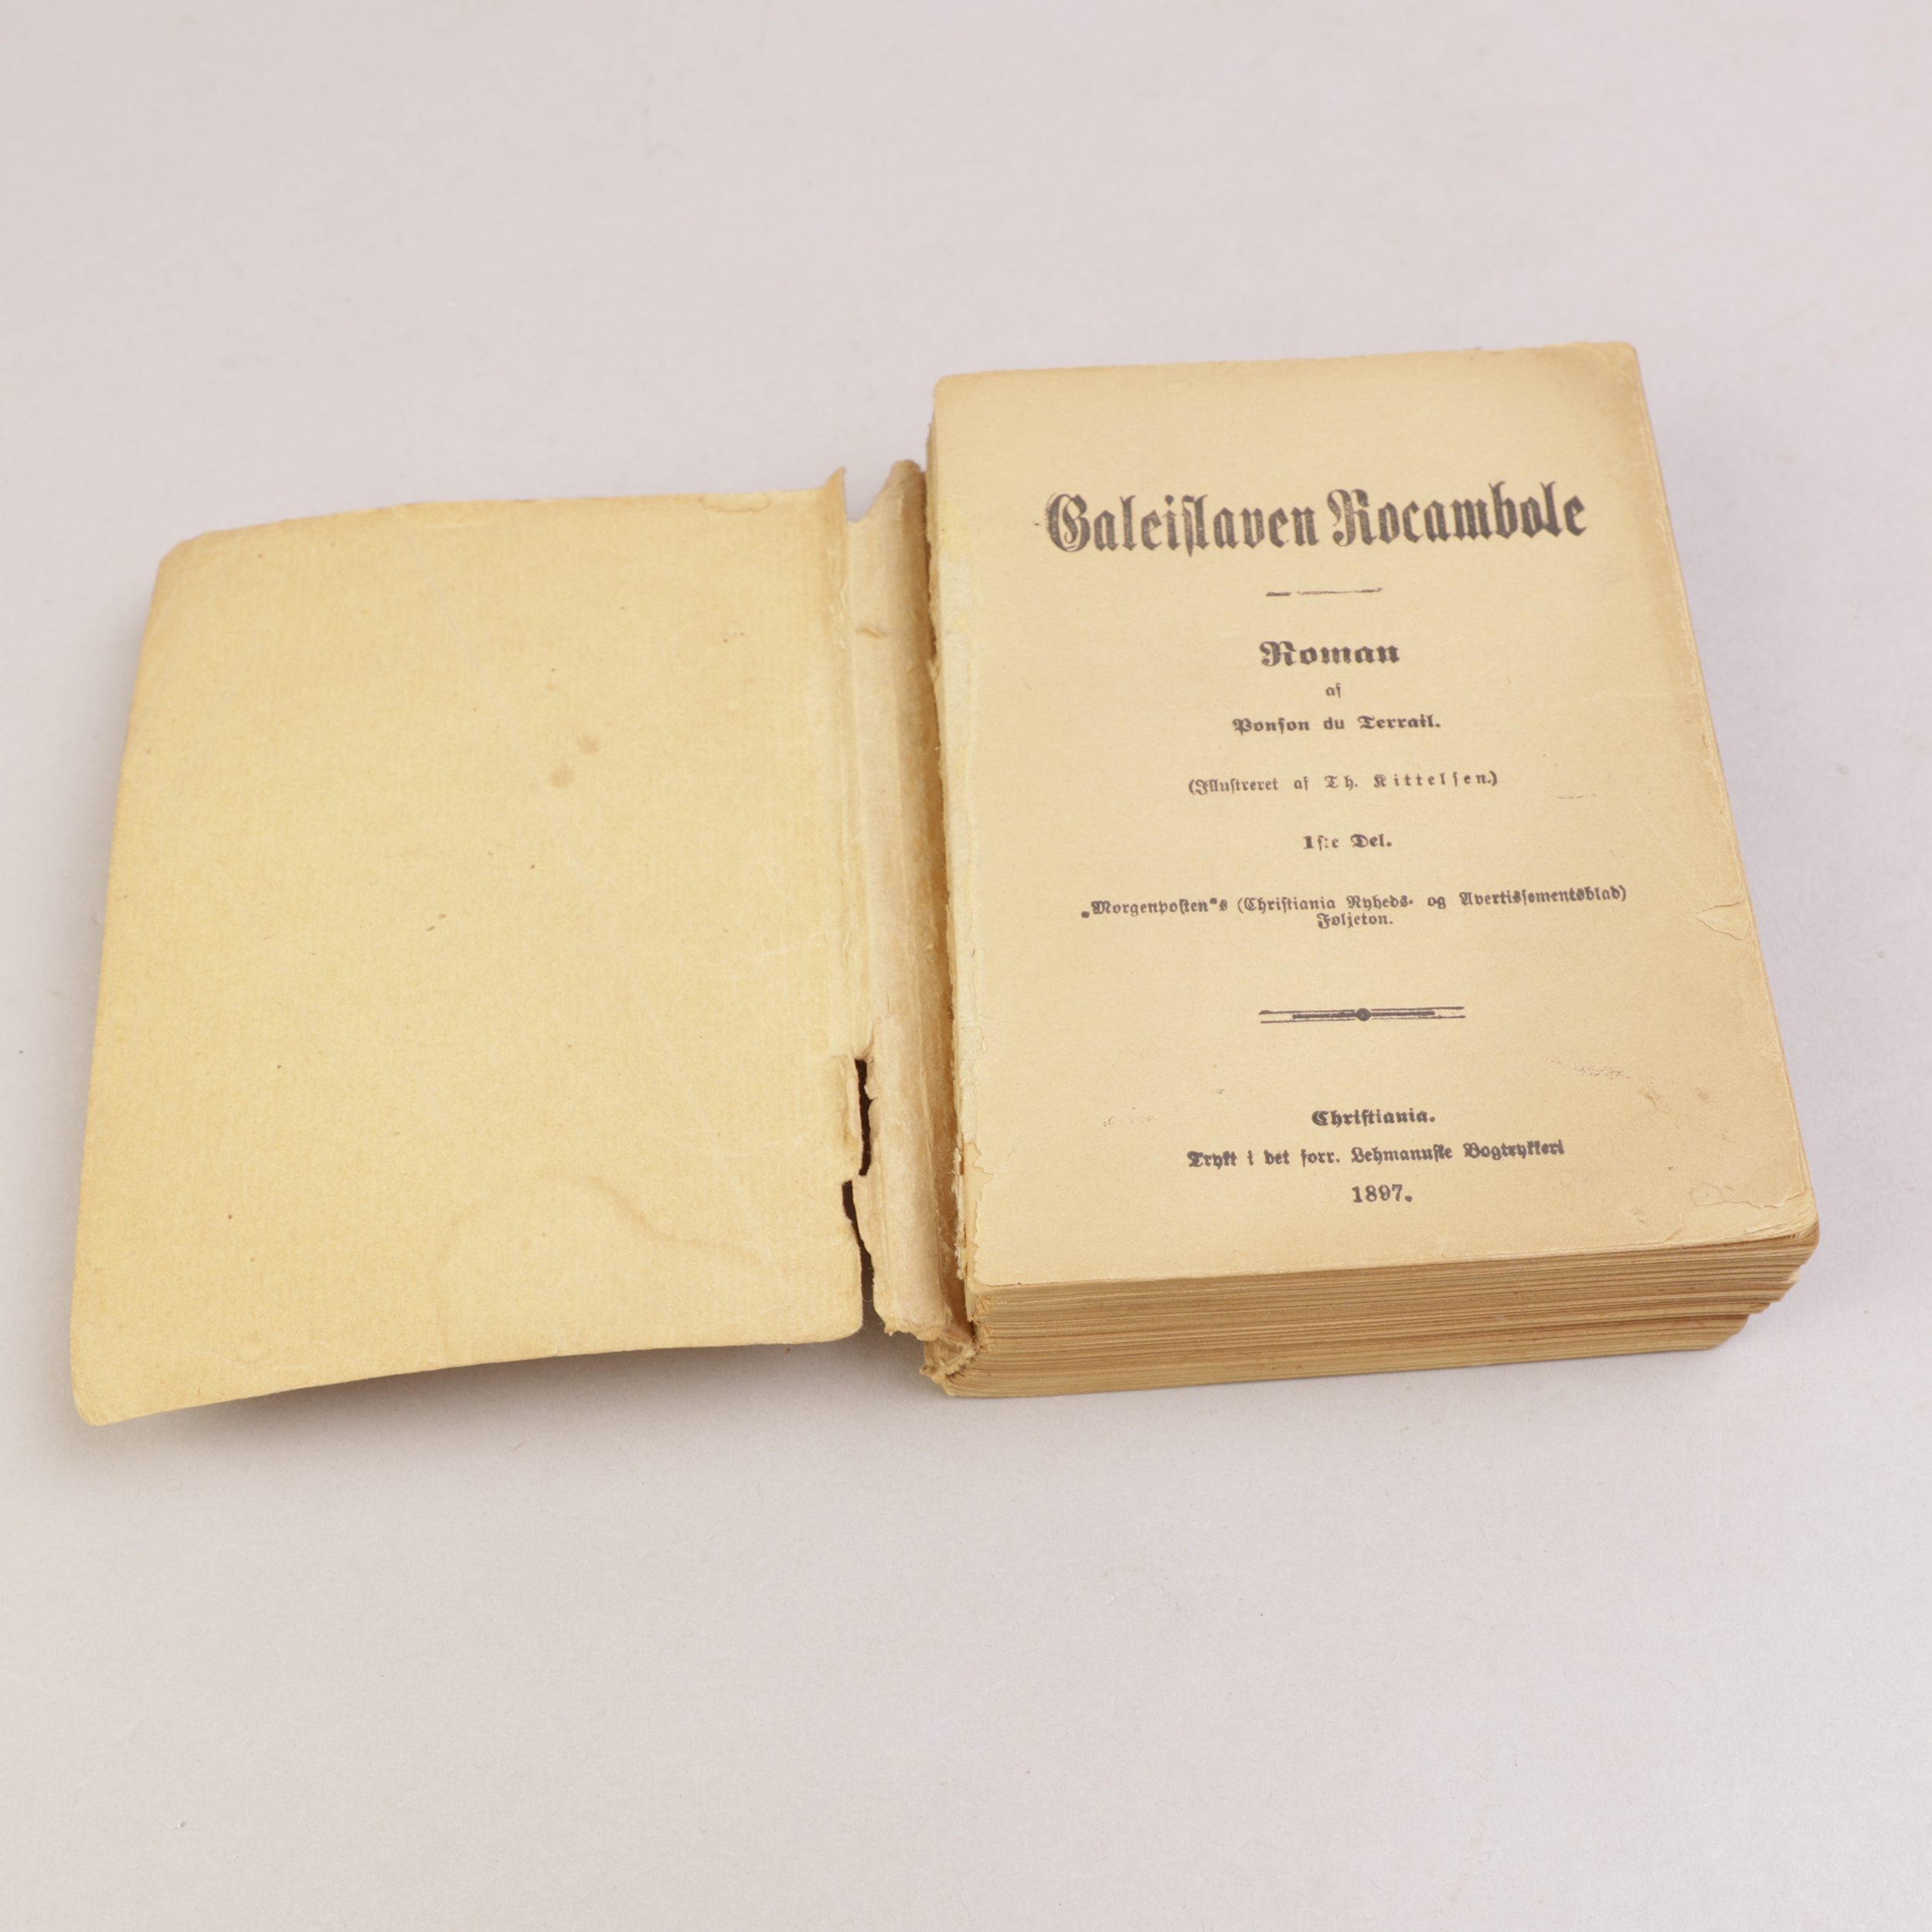 Galeislaven Rocambole
Roman
af
Ponson du Terrail.
(Illustreret af Th. Kittelsen.)
1ste Del.
„Morgenposten“s (Christiania Nyheds- og Avertissementsblad)
Føljeton.
Christiania.
Trykt i det forr. Lehmannske Bogtrykkeri
1897.